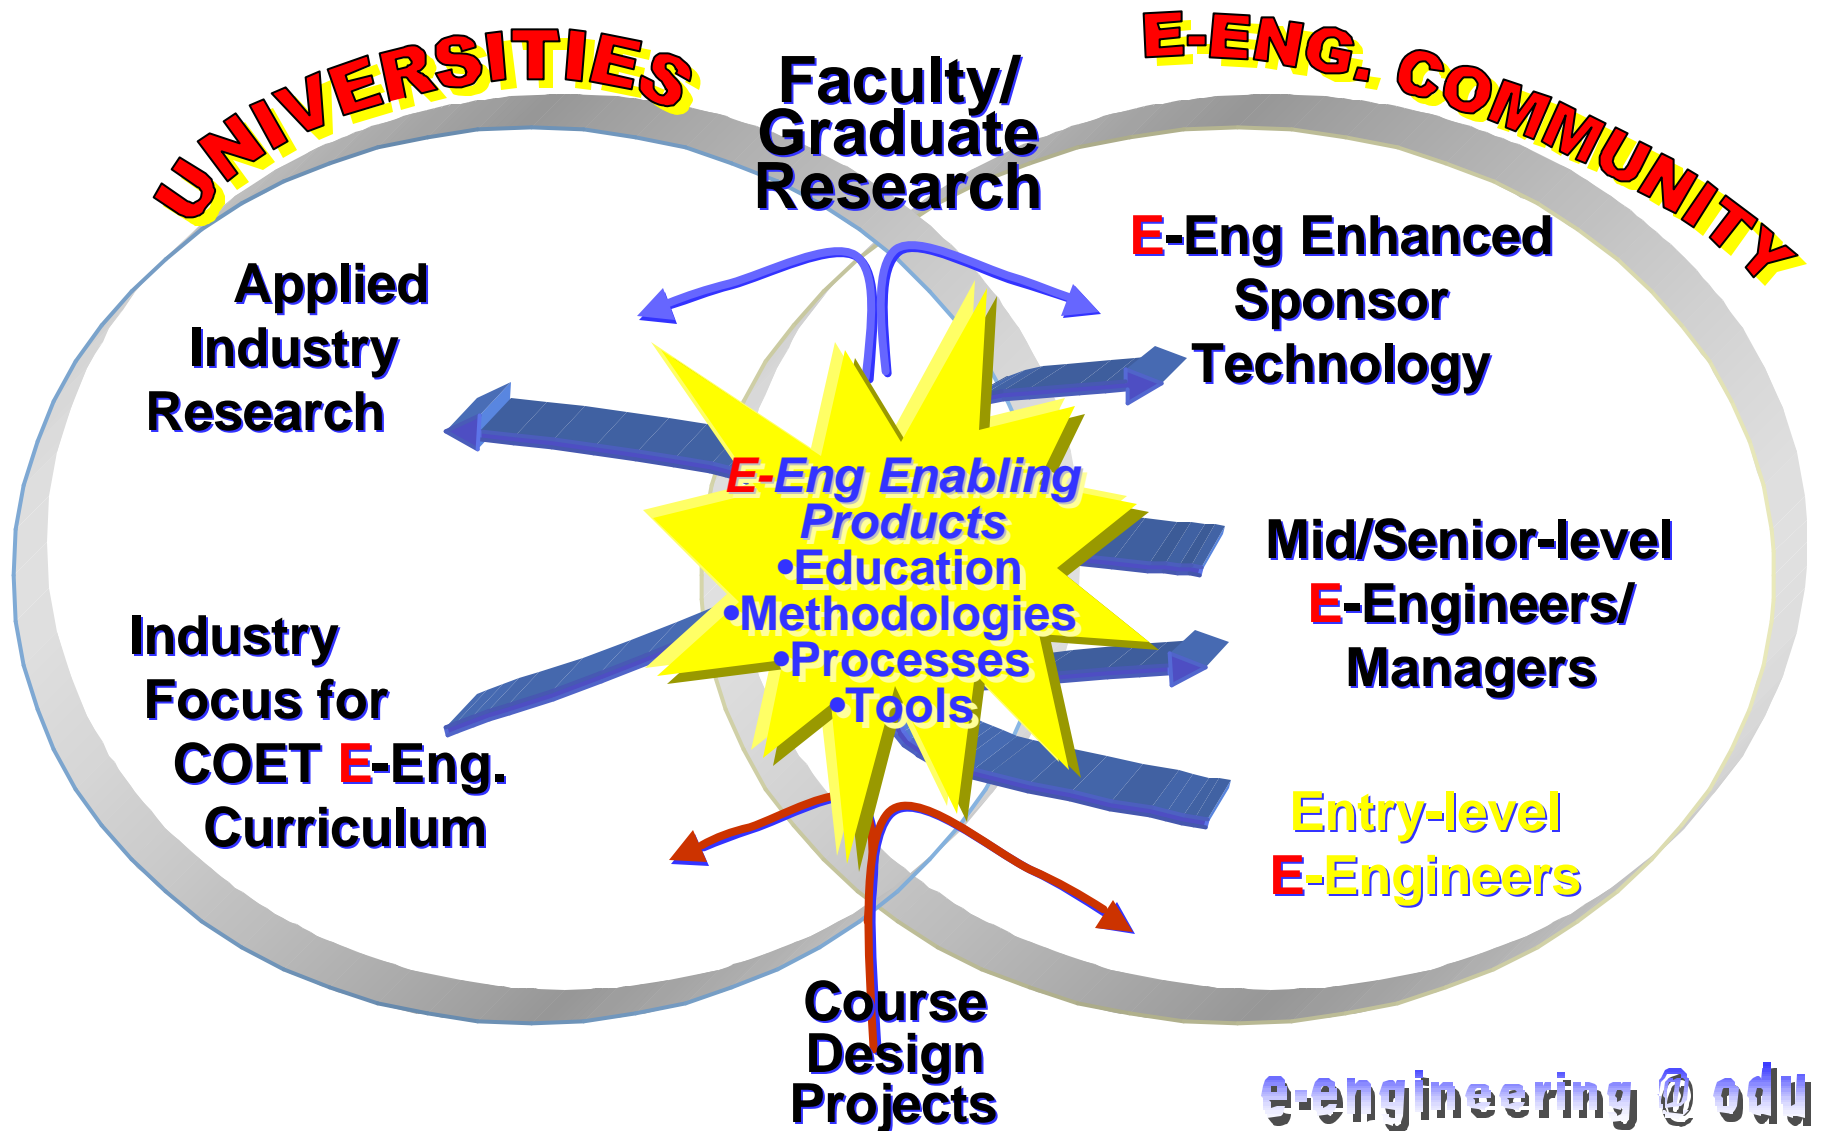 UNIVERSITIES
E-ENG. COMMUNITY
Faculty/
Graduate
Research
Applied
Industry
Research
E-Eng Enhanced
Sponsor
Technology
E-Eng Enabling
Products
•Education
•Methodologies
•Processes
•Tools
Mid/Senior-level
E-Engineers/
Managers
Industry
Focus for
COET E-Eng.
Curriculum
Entry-level
E-Engineers
Course
Design
Projects
e-engineering @ odu